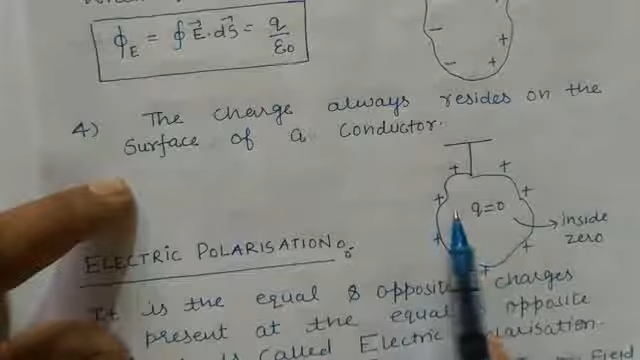 ϕE = ∮ E⃗.dS⃗ = q/ε0
4) The charge always resides on the
Surface of a Conductor.
q=0
inside
zero
ELECTRIC POLARISATION:
It is the equal & opposite charges
present at the equal opposite
is Called Electric
Field